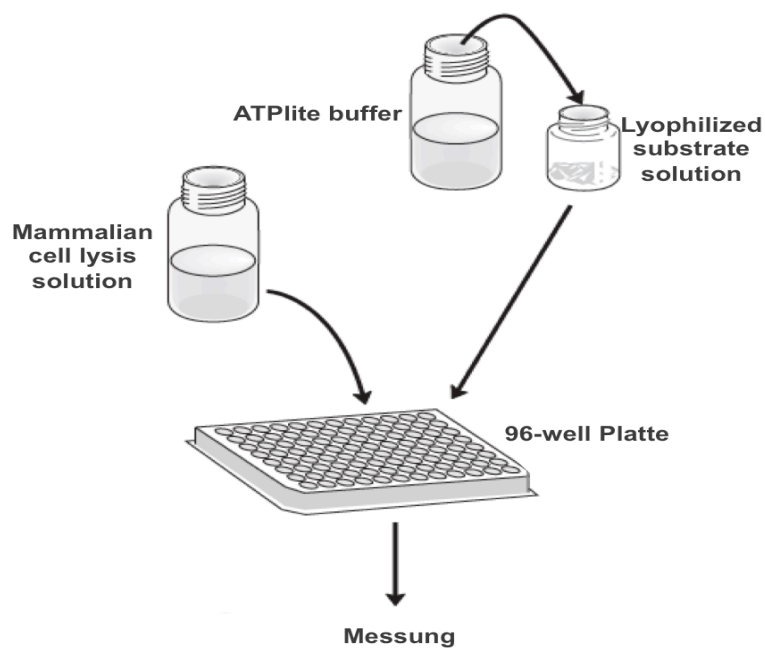 ATPlite buffer
Lyophilized
substrate
solution
Mammalian
cell lysis
solution
96-well Platte
Messung